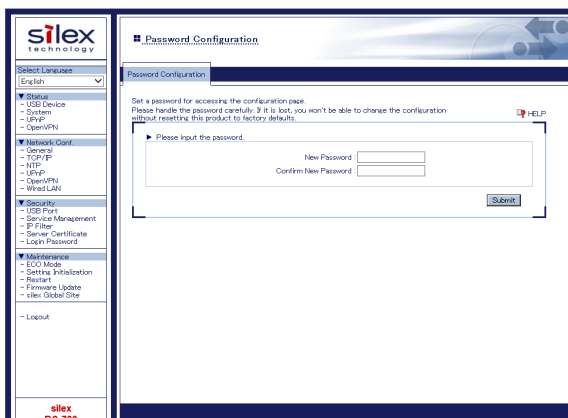 silex
technology
Select Language
English
▼ Status
- USB Device
- System
- UPnP
- OpenVPN
▼ Network Conf.
- General
- TCP/IP
- NTP
- UPnP
- OpenVPN
- Wired LAN
▼ Security
- USB Port
- Service Management
- IP Filter
- Server Certificate
- Login Password
▼ Maintenance
- ECO Mode
- Setting Initialization
- Restart
- Firmware Update
- silex Global Site
- Logout
silex
Password Configuration
Password Configuration
Set a password for accessing the configuration page.
Please handle the password carefully. If it is lost, you won't be able to change the configuration
without resetting this product to factory defaults.
HELP
▶ Please input the password.
New Password :
Confirm New Password :
Submit